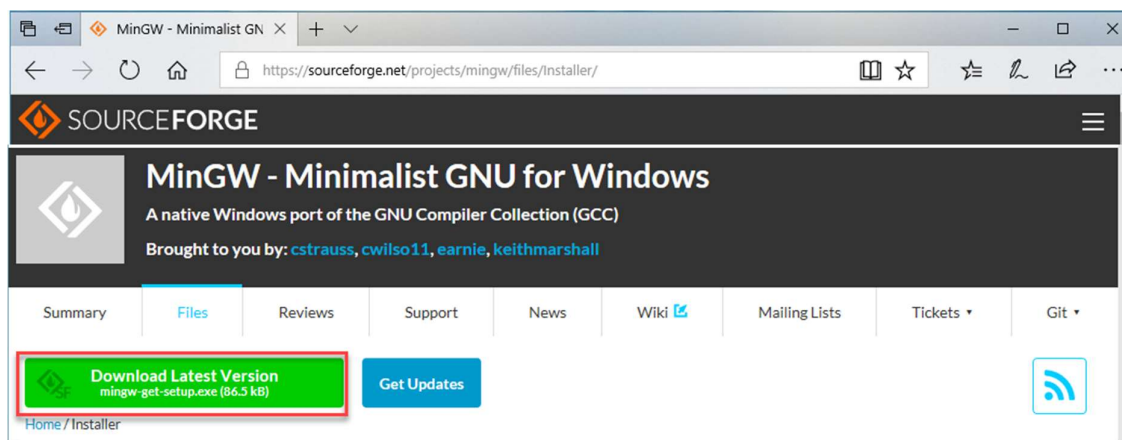 MinGW - Minimalist GN
https://sourceforge.net/projects/mingw/files/Installer/
SOURCEFORGE
MinGW - Minimalist GNU for Windows
A native Windows port of the GNU Compiler Collection (GCC)
Brought to you by: cstrauss, cwilso11, earnie, keithmarshall
Summary Files Reviews Support News Wiki Mailing Lists Tickets Git
Download Latest Version Get Updates
mingw-get-setup.exe (86.5 kB)
SF
Home / Installer